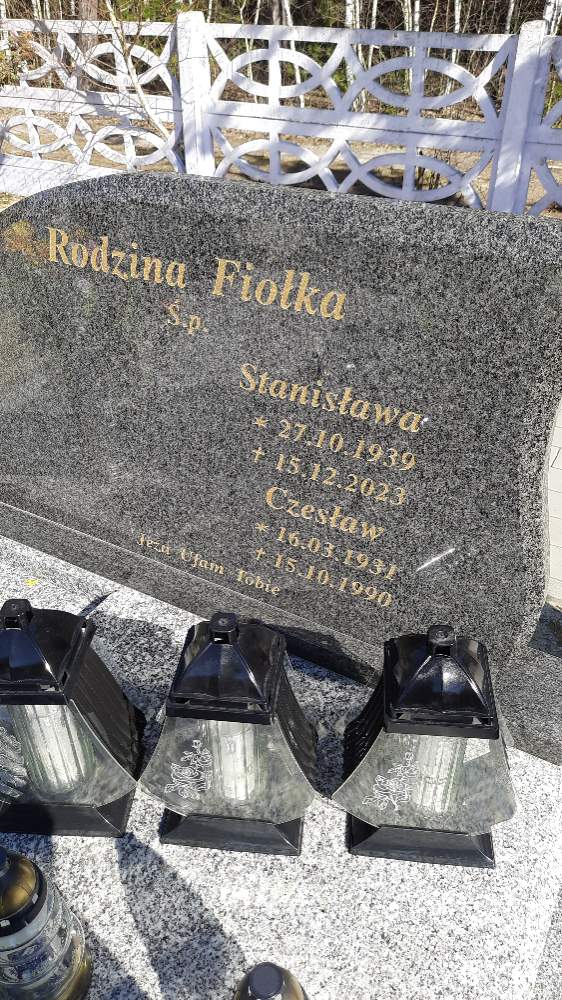 Rodzina Fiołka
Ś.p.
Stanisława
* 27.10.1939
† 15.12.2023
Czesław
* 16.03.1931
† 15.10.1990
Jezu Ufam Tobie